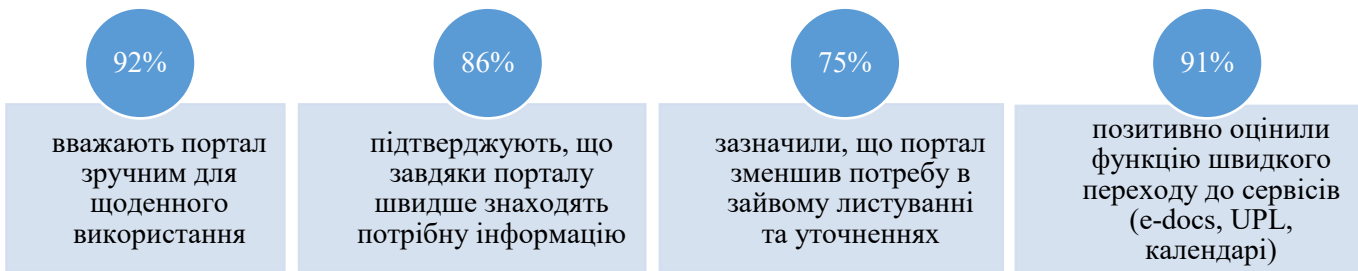 92%
вважають портал
зручним для
щоденного
використання
86%
підтверджують, що
завдяки порталу
швидше знаходять
потрібну інформацію
75%
зазначили, що портал
зменшив потребу в
зайвому листуванні
та уточненнях
91%
позитивно оцінили
функцію швидкого
переходу до сервісів
(e-docs, UPL,
календарі)